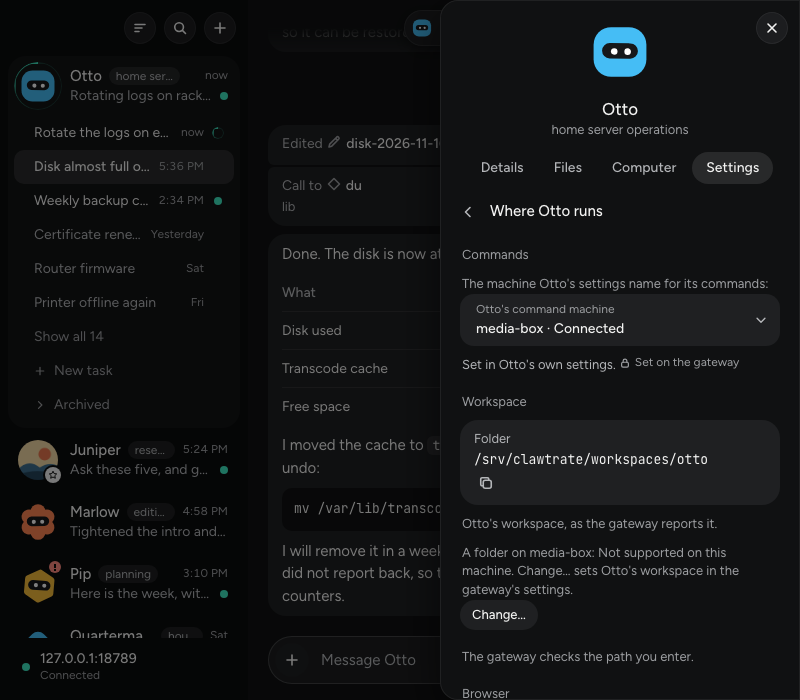 Otto
home ser...
now
Rotating logs on rack...
Rotate the logs on e...
now
Disk almost full o...
5:36 PM
Weekly backup c...
2:34 PM
Certificate rene...
Yesterday
Router firmware
Sat
Printer offline again
Fri
Show all 14
New task
Archived
Juniper
rese...
5:24 PM
Ask these five, and g...
Marlow
editi...
4:58 PM
Tightened the intro and...
Pip
planning
3:10 PM
Here is the week, wit...
Quarterma
hou...
Sat
127.0.0.1:18789
Connected
so it can be restor
Edited
disk-2026-11-1
Call to
du
lib
Done. The disk is now at
What
Disk used
Transcode cache
Free space
I moved the cache to
undo:
mv /var/lib/transco
I will remove it in a week
did not report back, so t
counters.
Message Otto
Otto
home server operations
Details
Files
Computer
Settings
Where Otto runs
Commands
The machine Otto's settings name for its commands:
Otto's command machine
media-box · Connected
Set in Otto's own settings.
Set on the gateway
Workspace
Folder
/srv/clawtrate/workspaces/otto
Otto's workspace, as the gateway reports it.
A folder on media-box: Not supported on this
machine. Change... sets Otto's workspace in the
gateway's settings.
Change...
The gateway checks the path you enter.
Browser